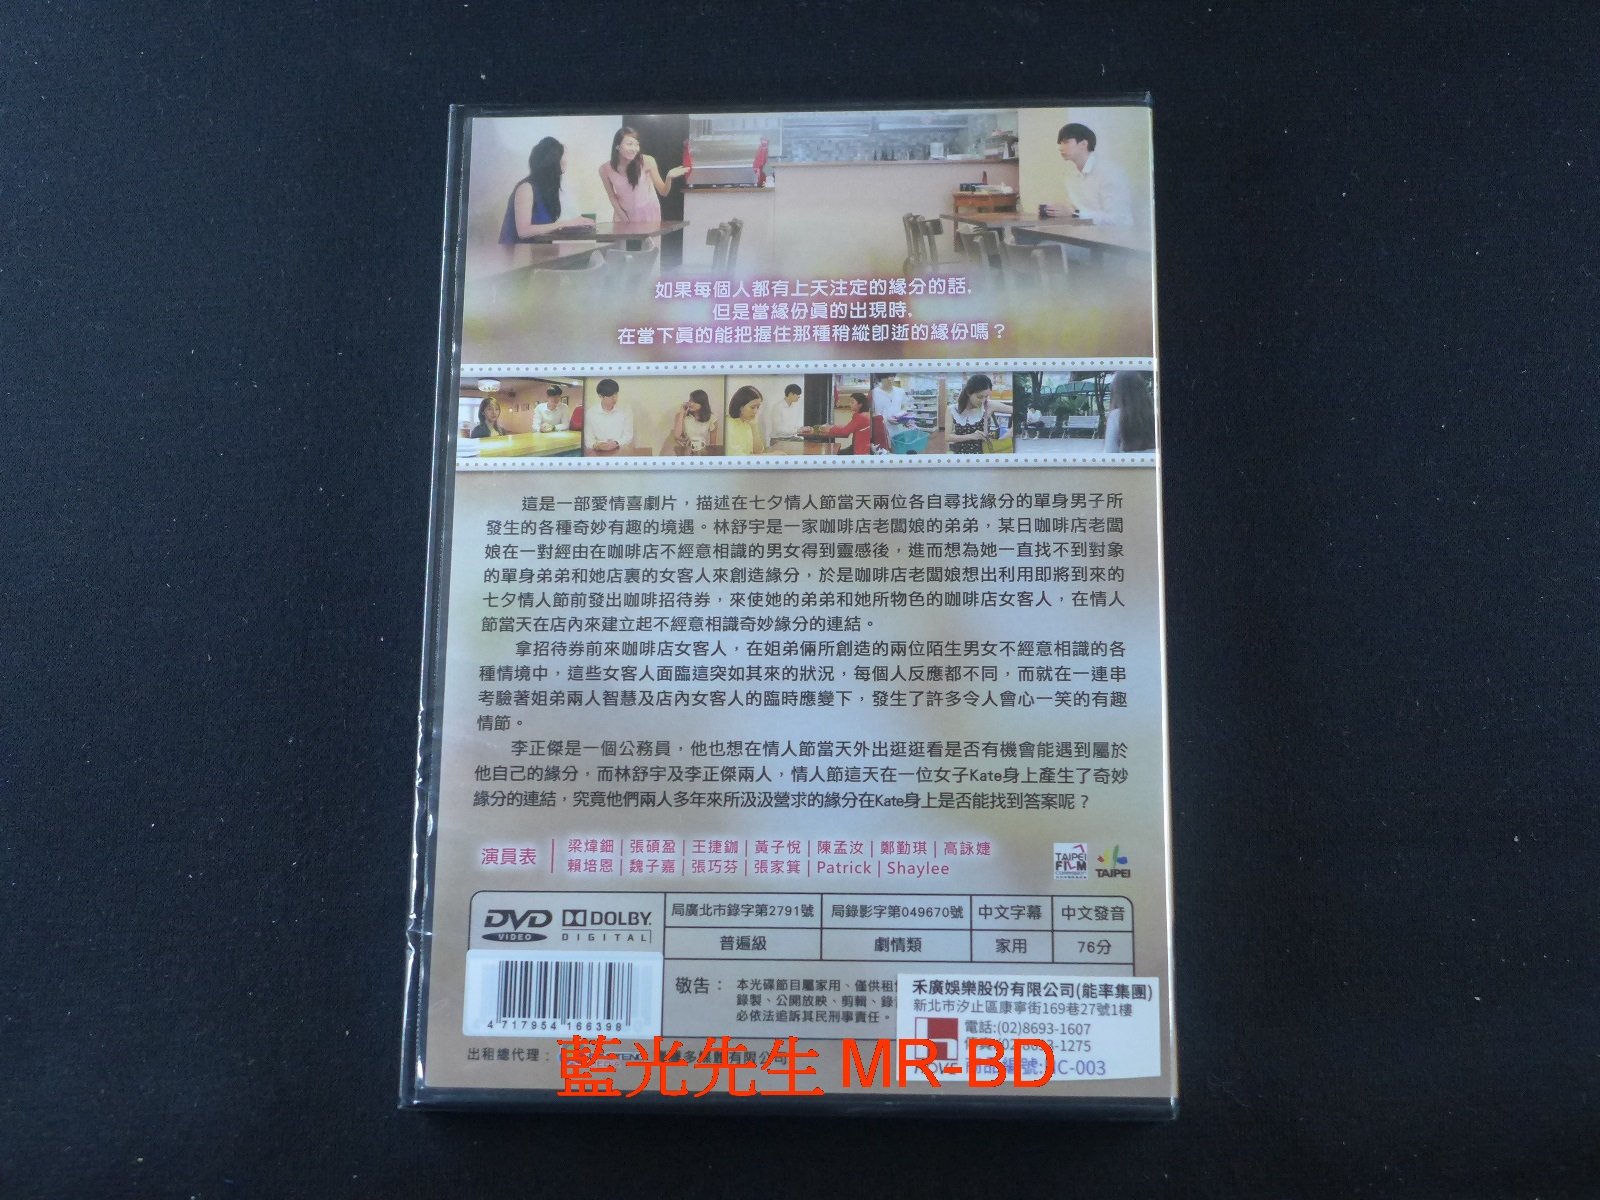 如果每個人都有上天注定的緣分的話,
但是當緣份真的出現時,
在當下真的能把握住那種稍縱即逝的緣份嗎？
這是一部愛情喜劇片，描述在七夕情人節當天兩位各自尋找緣分的單身男子所
發生的各種奇妙有趣的境遇。林舒宇是一家咖啡店老闆娘的弟弟，某日咖啡店老闆
娘在一對經由在咖啡店不經意相識的男女得到靈感後，進而想為她一直找不到對象
的單身弟弟和她店裏的女客人來創造緣分，於是咖啡店老闆娘想出利用即將到來的
七夕情人節前發出咖啡招待券，來使她的弟弟和她所物色的咖啡店女客人，在情人
節當天在店內來建立起不經意相識奇妙緣分的連結。
拿招待券前來咖啡店女客人，在姐弟倆所創造的兩位陌生男女不經意相識的各
種情境中，這些女客人面臨這突如其來的狀況，每個人反應都不同，而就在一連串
考驗著姐弟兩人智慧及店內女客人的臨時應變下，發生了許多令人會心一笑的有趣
情節。
李正傑是一個公務員，他也想在情人節當天外出逛逛看是否有機會能遇到屬於
他自己的緣分，而林舒宇及李正傑兩人，情人節這天在一位女子Kate身上產生了奇妙
緣分的連結，究竟他們兩人多年來所汲汲營求的緣分在Kate身上是否能找到答案呢？
演員表
梁煒鈿｜張碩盈｜王捷鉫｜黃子悅｜陳孟汝｜鄭勤琪｜高詠婕
賴培恩｜魏子嘉｜張巧芬｜張家箕｜Patrick｜Shaylee
TAIPEI
FILM
TAIPEI
DVD
VIDEO
DOLBY
DIGITAL
局廣北市錄字第2791號
局錄影字第049670號
中文字幕
中文發音
普遍級
劇情類
家用
76分
敬告：
本光碟節目屬家用、僅供租
錄製、公開放映、剪輯、錄
必依法追訴其民刑事責任。
4 717954 166398
禾廣娛樂股份有限公司(能率集團)
新北市汐止區康寧街169巷27號1樓
電話:(02)8693-1607
出租總代理：
藍光先生 MR-BD